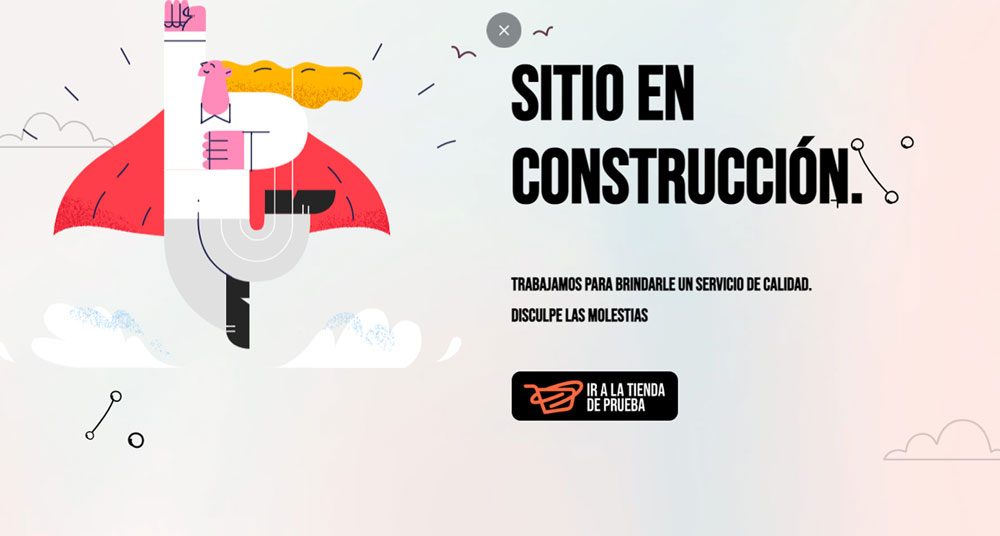 SITIO EN
CONSTRUCCIÓN.
TRABAJAMOS PARA BRINDARLE UN SERVICIO DE CALIDAD.
DISCULPE LAS MOLESTIAS
IR A LA TIENDA
DE PRUEBA